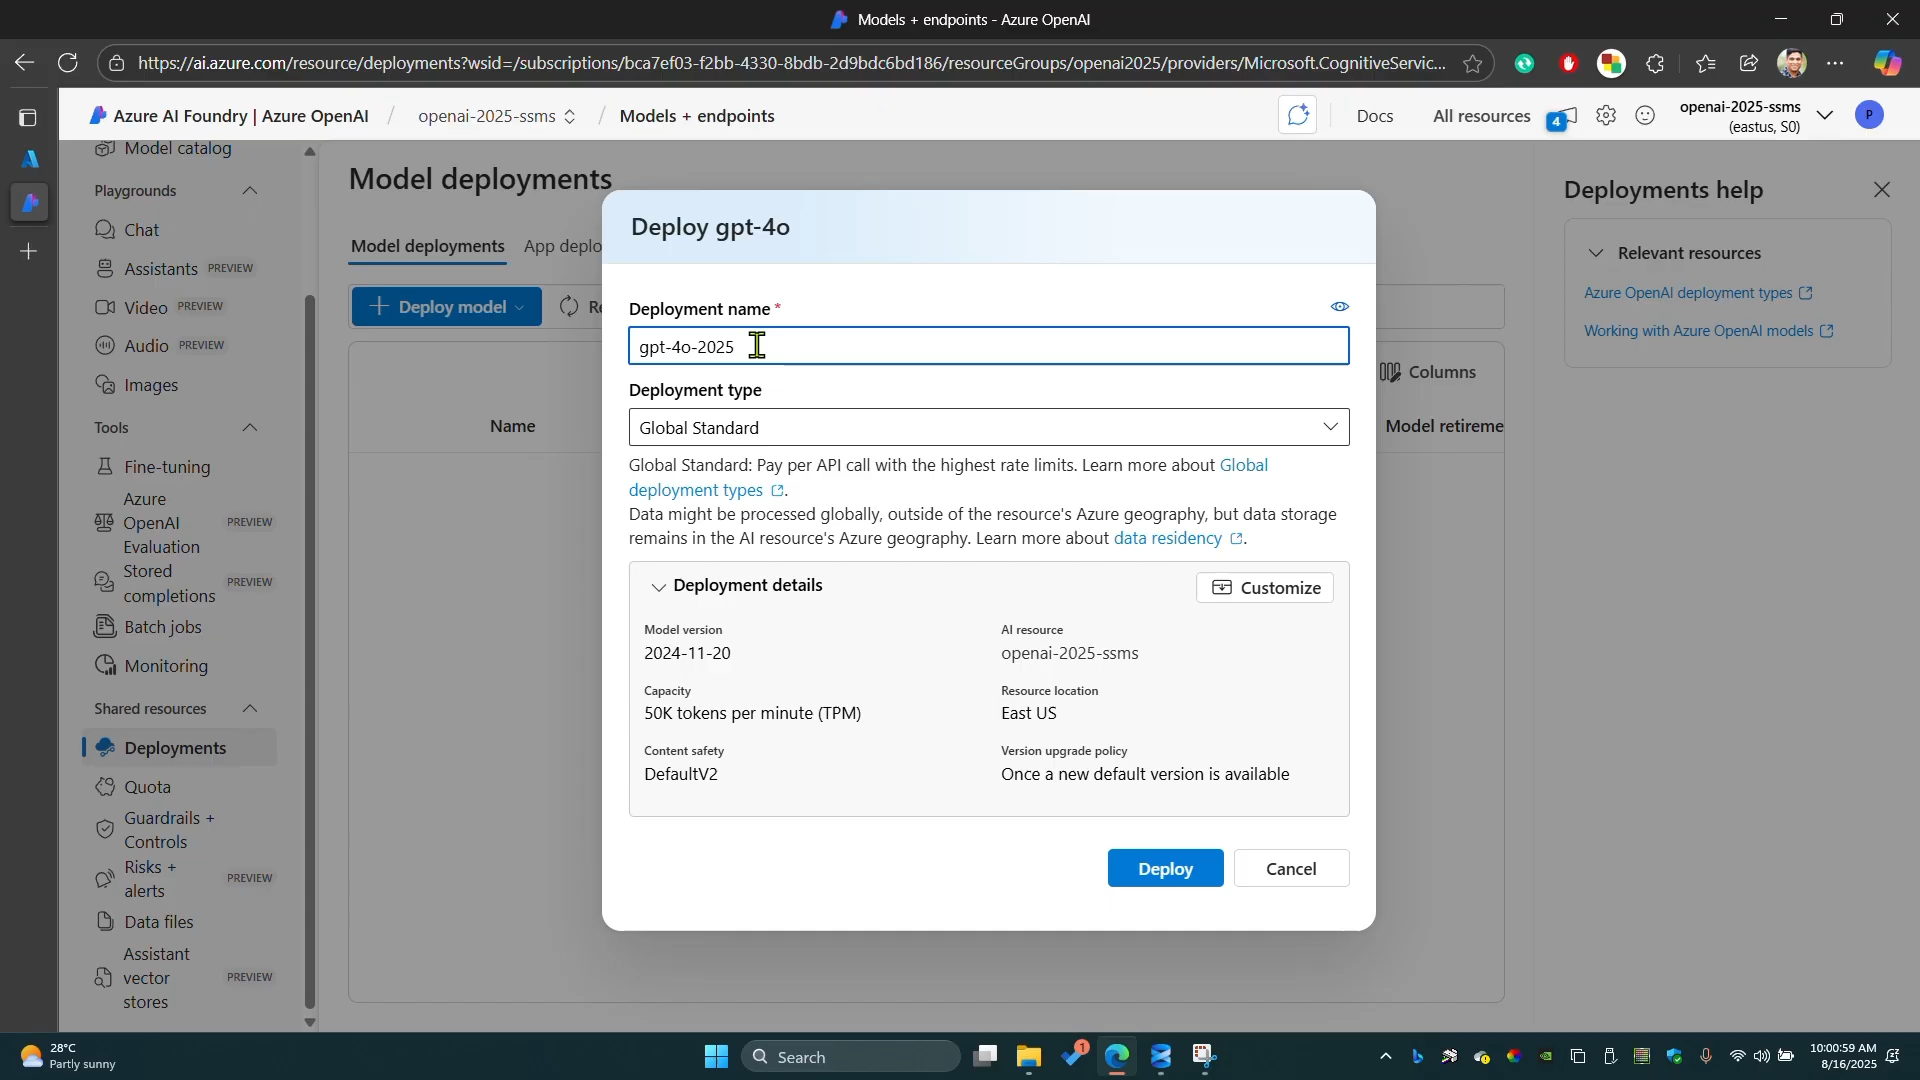 Models + endpoints - Azure OpenAI
https://ai.azure.com/resource/deployments?wsid=/subscriptions/bca7ef03-f2bb-4330-8bdb-2d9bdc6bd186/resourceGroups/openai2025/providers/Microsoft.CognitiveServic...
Azure AI Foundry | Azure OpenAI / openai-2025-ssms / Models + endpoints
Docs
All resources
4
openai-2025-ssms
(eastus, S0)
P
Model catalog
Playgrounds
Chat
Assistants PREVIEW
Video PREVIEW
Audio PREVIEW
Images
Tools
Fine-tuning
Azure
OpenAI PREVIEW
Evaluation
Stored
completions PREVIEW
Batch jobs
Monitoring
Shared resources
Deployments
Quota
Guardrails +
Controls
Risks +
alerts PREVIEW
Data files
Assistant
vector PREVIEW
stores
Model deployments
Model deployments App deplo
+ Deploy model Re
Columns
Name
Model retireme
Deploy gpt-4o
Deployment name *
gpt-4o-2025
Deployment type
Global Standard
Global Standard: Pay per API call with the highest rate limits. Learn more about Global
deployment types .
Data might be processed globally, outside of the resource's Azure geography, but data storage
remains in the AI resource's Azure geography. Learn more about data residency .
Deployment details
Customize
Model version
2024-11-20
AI resource
openai-2025-ssms
Capacity
50K tokens per minute (TPM)
Resource location
East US
Content safety
DefaultV2
Version upgrade policy
Once a new default version is available
Deploy
Cancel
Deployments help
Relevant resources
Azure OpenAI deployment types
Working with Azure OpenAI models
28°C
Partly sunny
Search
1
10:00:59 AM
8/16/2025